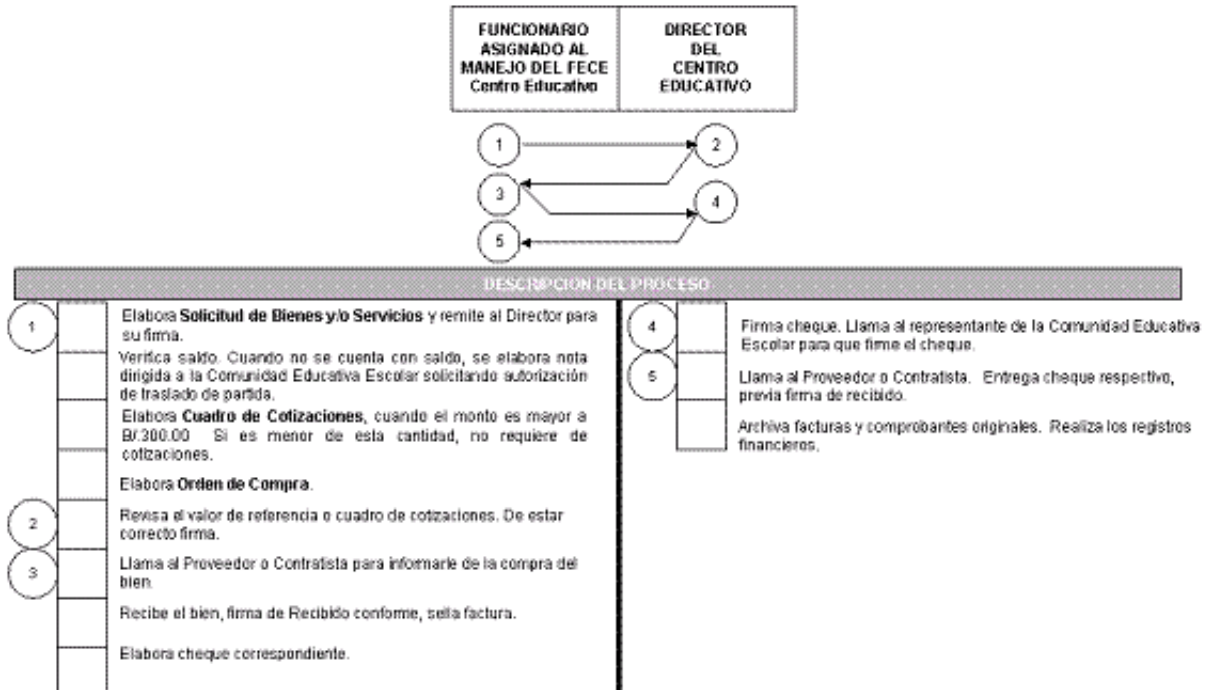 FUNCIONARIO
ASIGNADO AL
MANEJO DEL FECE
Centro Educativo
DIRECTOR
DEL
CENTRO
EDUCATIVO
1
2
3
4
5
DESCRIPCION DEL PROCESO
1
Elabora Solicitud de Bienes y/o Servicios y remite al Director para
su firma.
Verifica saldo. Cuando no se cuenta con saldo, se elabora nota
dirigida a la Comunidad Educativa Escolar solicitando autorización
de traslado de partida.
Elabora Cuadro de Cotizaciones, cuando el monto es mayor a
B/.300.00 Si es menor de esta cantidad, no requiere de
cotizaciones.
Elabora Orden de Compra.
2
Revisa el valor de referencia o cuadro de cotizaciones. De estar
correcto firma.
3
Llama al Proveedor o Contratista para informarle de la compra del
bien.
Recibe el bien, firma de Recibido conforme, sella factura.
Elabora cheque correspondiente.
4
Firma cheque. Llama al representante de la Comunidad Educativa
Escolar para que firme el cheque.
5
Llama al Proveedor o Contratista. Entrega cheque respectivo,
previa firma de recibido.
Archiva facturas y comprobantes originales. Realiza los registros
financieros.